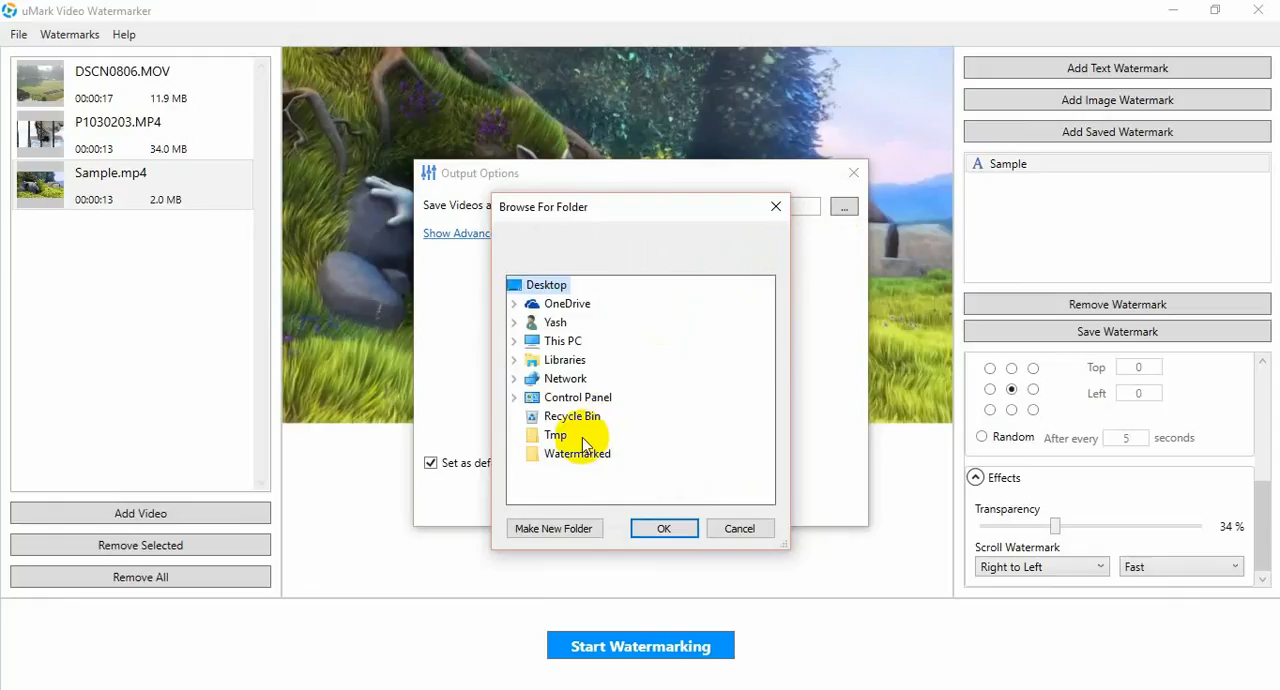 uMark Video Watermarker
File Watermarks Help
DSCN0806.MOV
00:00:17 11.9 MB
P1030203.MP4
00:00:13 34.0 MB
Sample.mp4
00:00:13 2.0 MB
Add Video
Remove Selected
Remove All
Output Options
Save Videos a
...
Show Advanc
Set as def
Browse For Folder
Desktop
OneDrive
Yash
This PC
Libraries
Network
Control Panel
Recycle Bin
Tmp
Watermarked
Make New Folder OK Cancel
Add Text Watermark
Add Image Watermark
Add Saved Watermark
A Sample
Remove Watermark
Save Watermark
Top 0
Left 0
Random After every 5 seconds
Effects
Transparency
34 %
Scroll Watermark
Right to Left Fast
Start Watermarking